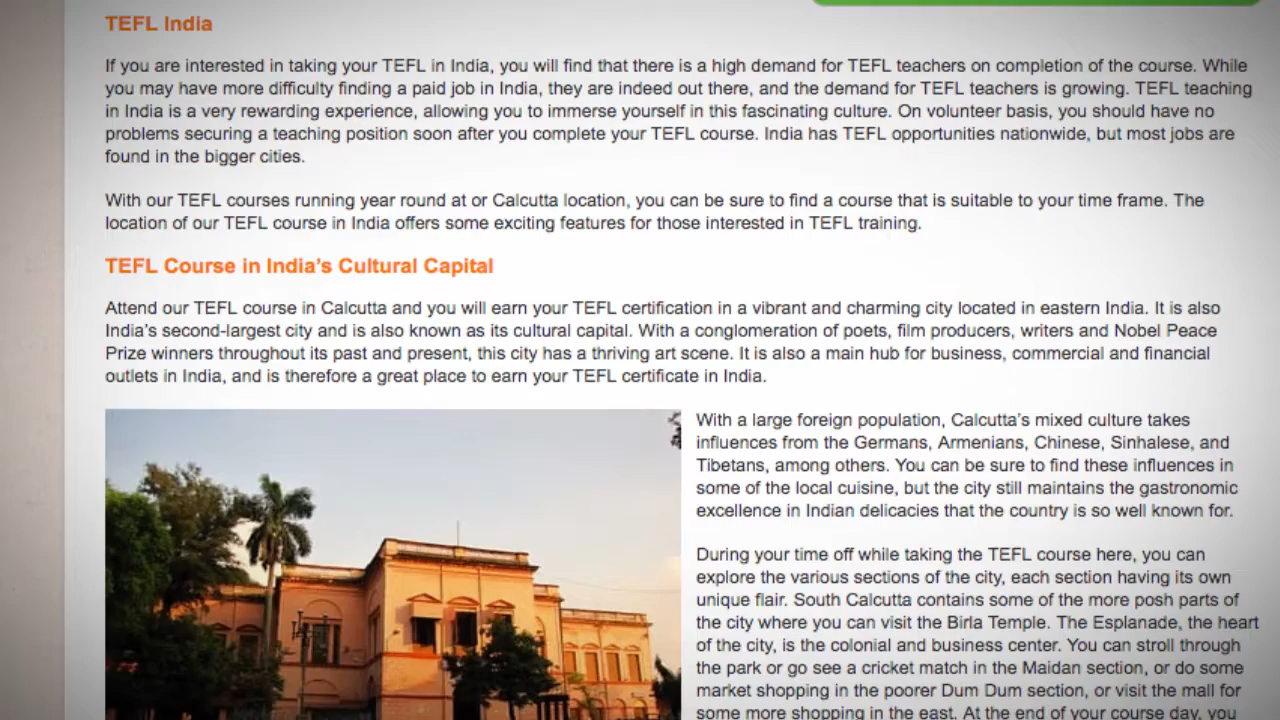 TEFL India
If you are interested in taking your TEFL in India, you will find that there is a high demand for TEFL teachers on completion of the course. While
you may have more difficulty finding a paid job in India, they are indeed out there, and the demand for TEFL teachers is growing. TEFL teaching
in India is a very rewarding experience, allowing you to immerse yourself in this fascinating culture. On volunteer basis, you should have no
problems securing a teaching position soon after you complete your TEFL course. India has TEFL opportunities nationwide, but most jobs are
found in the bigger cities.
With our TEFL courses running year round at or Calcutta location, you can be sure to find a course that is suitable to your time frame. The
location of our TEFL course in India offers some exciting features for those interested in TEFL training.
TEFL Course in India's Cultural Capital
Attend our TEFL course in Calcutta and you will earn your TEFL certification in a vibrant and charming city located in eastern India. It is also
India's second-largest city and is also known as its cultural capital. With a conglomeration of poets, film producers, writers and Nobel Peace
Prize winners throughout its past and present, this city has a thriving art scene. It is also a main hub for business, commercial and financial
outlets in India, and is therefore a great place to earn your TEFL certificate in India.
With a large foreign population, Calcutta's mixed culture takes
influences from the Germans, Armenians, Chinese, Sinhalese, and
Tibetans, among others. You can be sure to find these influences in
some of the local cuisine, but the city still maintains the gastronomic
excellence in Indian delicacies that the country is so well known for.
During your time off while taking the TEFL course here, you can
explore the various sections of the city, each section having its own
unique flair. South Calcutta contains some of the more posh parts of
the city where you can visit the Birla Temple. The Esplanade, the heart
of the city, is the colonial and business center. You can stroll through
the park or go see a cricket match in the Maidan section, or do some
market shopping in the poorer Dum Dum section, or visit the mall for
some more shopping in the east. At the end of your course day, you